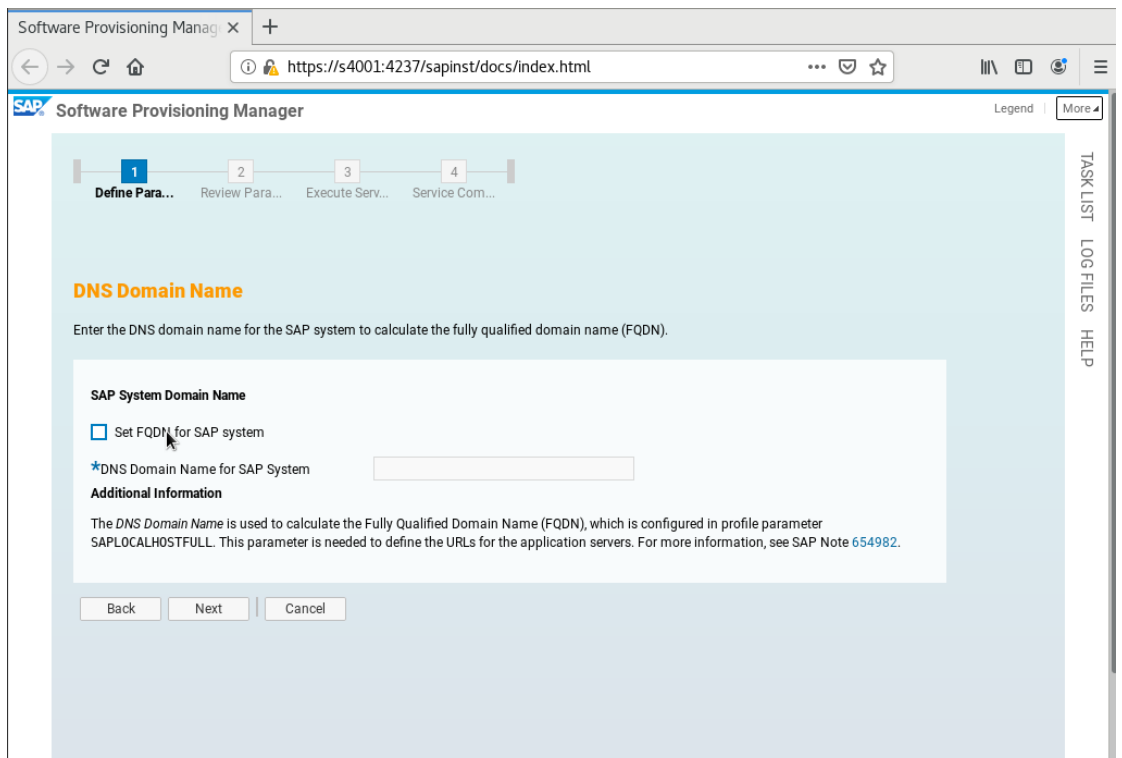 Software Provisioning Manag
https://s4001:4237/sapinst/docs/index.html
SAP Software Provisioning Manager
Legend
More
1 2 3 4
Define Para... Review Para... Execute Serv... Service Com...
TASK LIST
LOG FILES
HELP
DNS Domain Name
Enter the DNS domain name for the SAP system to calculate the fully qualified domain name (FQDN).
SAP System Domain Name
Set FQDN for SAP system
*DNS Domain Name for SAP System
Additional Information
The DNS Domain Name is used to calculate the Fully Qualified Domain Name (FQDN), which is configured in profile parameter
SAPLOCALHOSTFULL. This parameter is needed to define the URLs for the application servers. For more information, see SAP Note 654982.
Back Next Cancel